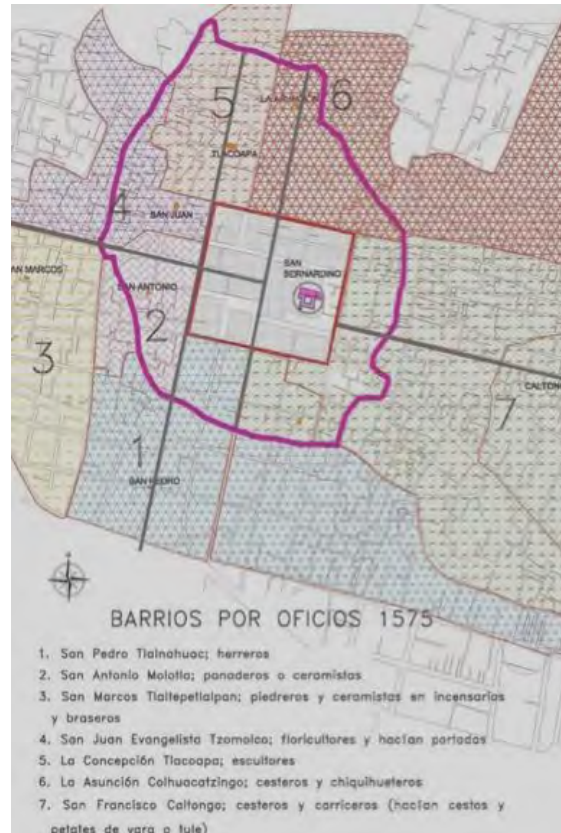 5
LA ASUNCIÓN
6
TLACOAPA
4
SAN JUAN
SAN
BERNARDINO
SAN MARCOS
SAN ANTONIO
2
3
CALTON
7
1
SAN PEDRO
BARRIOS POR OFICIOS 1575
1. San Pedro Tlalnahuac; herreros
2. San Antonio Molotla; panaderos o ceramistas
3. San Marcos Tlaltepetlalpan; piedreros y ceramistas en incensarios
y braseros
4. San Juan Evangelista Tzomolco; floricultores y hacían portadas
5. La Concepción Tlacoapa; escultores
6. La Asunción Colhuacatzingo; cesteros y chiquihueteros
7. San Francisco Caltongo; cesteros y carriceros (hacían cestos y
petates de vara o tule)